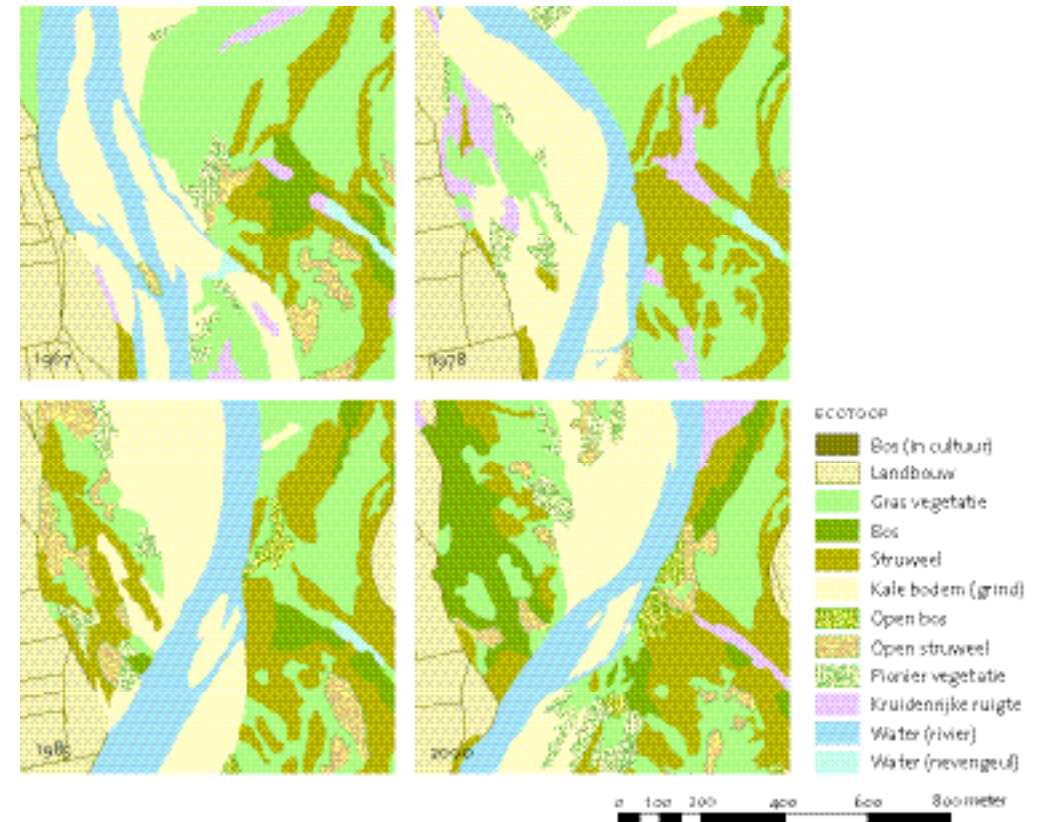 1967
1978
2000
ECOTOOP
Bos (in cultuur)
Landbouw
Gras vegetatie
Bos
Struweel
Kale bodem (grind)
Open bos
Open struweel
Pionier vegetatie
Kruidenrijke ruigte
Water (rivier)
Water (nevengeul)
0 100 200 400 600 800 meter